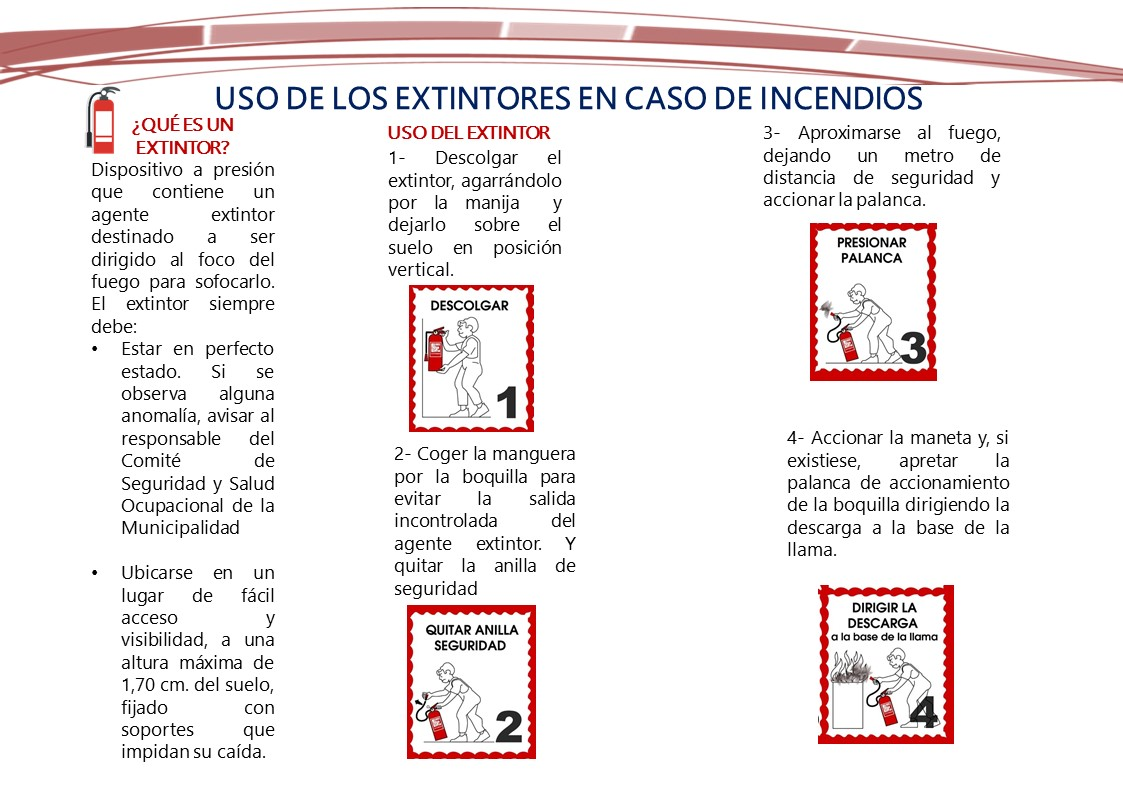 USO DE LOS EXTINTORES EN CASO DE INCENDIOS
¿QUÉ ES UN
EXTINTOR?
Dispositivo a presión
que contiene un
agente extintor
destinado a ser
dirigido al foco del
fuego para sofocarlo.
El extintor siempre
debe:
• Estar en perfecto
estado. Si se
observa alguna
anomalía, avisar al
responsable del
Comité de
Seguridad y Salud
Ocupacional de la
Municipalidad
• Ubicarse en un
lugar de fácil
acceso y
visibilidad, a una
altura máxima de
1,70 cm. del suelo,
fijado con
soportes que
impidan su caída.
USO DEL EXTINTOR
1- Descolgar el
extintor, agarrándolo
por la manija y
dejarlo sobre el
suelo en posición
vertical.
DESCOLGAR
1
2- Coger la manguera
por la boquilla para
evitar la salida
incontrolada del
agente extintor. Y
quitar la anilla de
seguridad
QUITAR ANILLA
SEGURIDAD
2
3- Aproximarse al fuego,
dejando un metro de
distancia de seguridad y
accionar la palanca.
PRESIONAR
PALANCA
3
4- Accionar la maneta y, si
existiese, apretar la
palanca de accionamiento
de la boquilla dirigiendo la
descarga a la base de la
llama.
DIRIGIR LA
DESCARGA
a la base de la llama
4